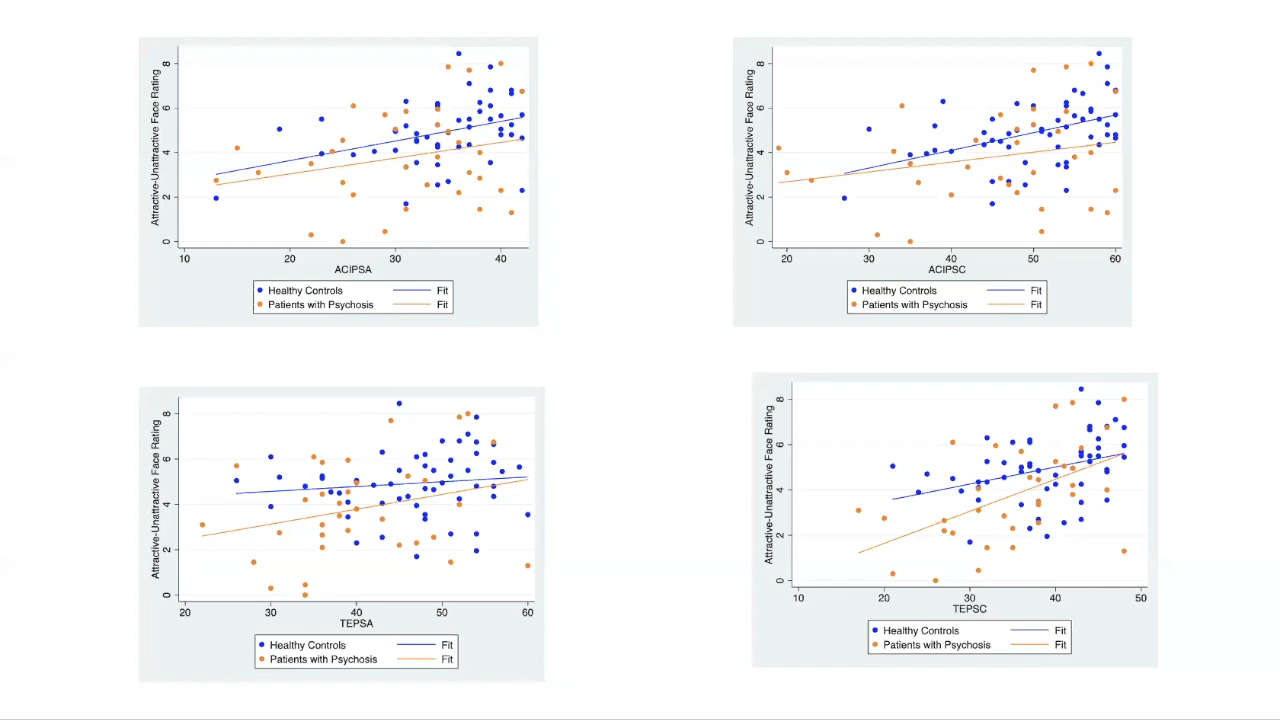 Attractive-Unattractive Face Rating
8
6
4
2
0
10 20 30 40
ACIPSA
Healthy Controls Fit
Patients with Psychosis Fit
Attractive-Unattractive Face Rating
8
6
4
2
0
20 30 40 50 60
ACIPSC
Healthy Controls Fit
Patients with Psychosis Fit
Attractive-Unattractive Face Rating
8
6
4
2
0
20 30 40 50 60
TEPSA
Healthy Controls Fit
Patients with Psychosis Fit
Attractive-Unattractive Face Rating
8
6
4
2
0
10 20 30 40 50
TEPSC
Healthy Controls Fit
Patients with Psychosis Fit